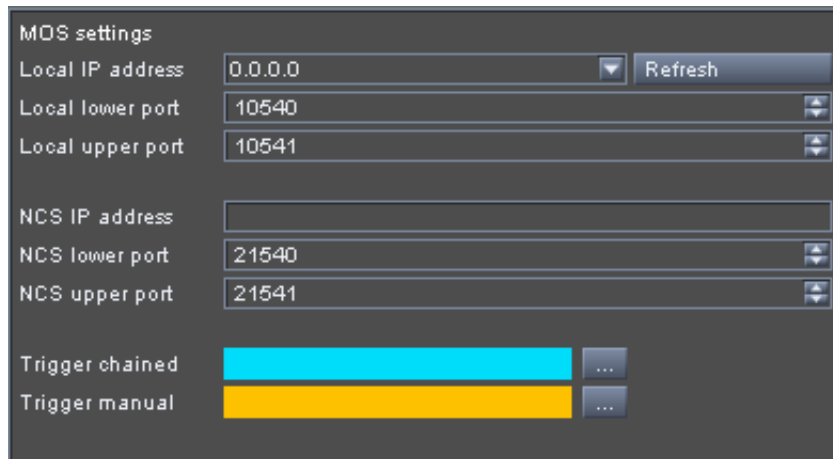 MOS settings
Local IP address 0.0.0.0 Refresh
Local lower port 10540
Local upper port 10541
NCS IP address
NCS lower port 21540
NCS upper port 21541
Trigger chained ...
Trigger manual ...